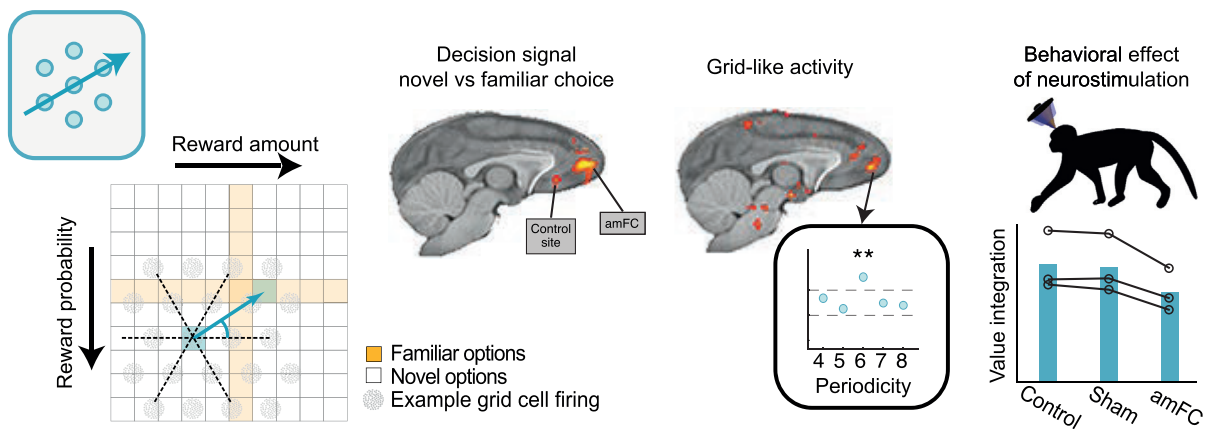 Reward amount
Reward probability
Familiar options
Novel options
Example grid cell firing
Decision signal
novel vs familiar choice
Control
site
amFC
Grid-like activity
**
4 5 6 7 8
Periodicity
Behavioral effect
of neurostimulation
Value integration
Control
Sham
amFC